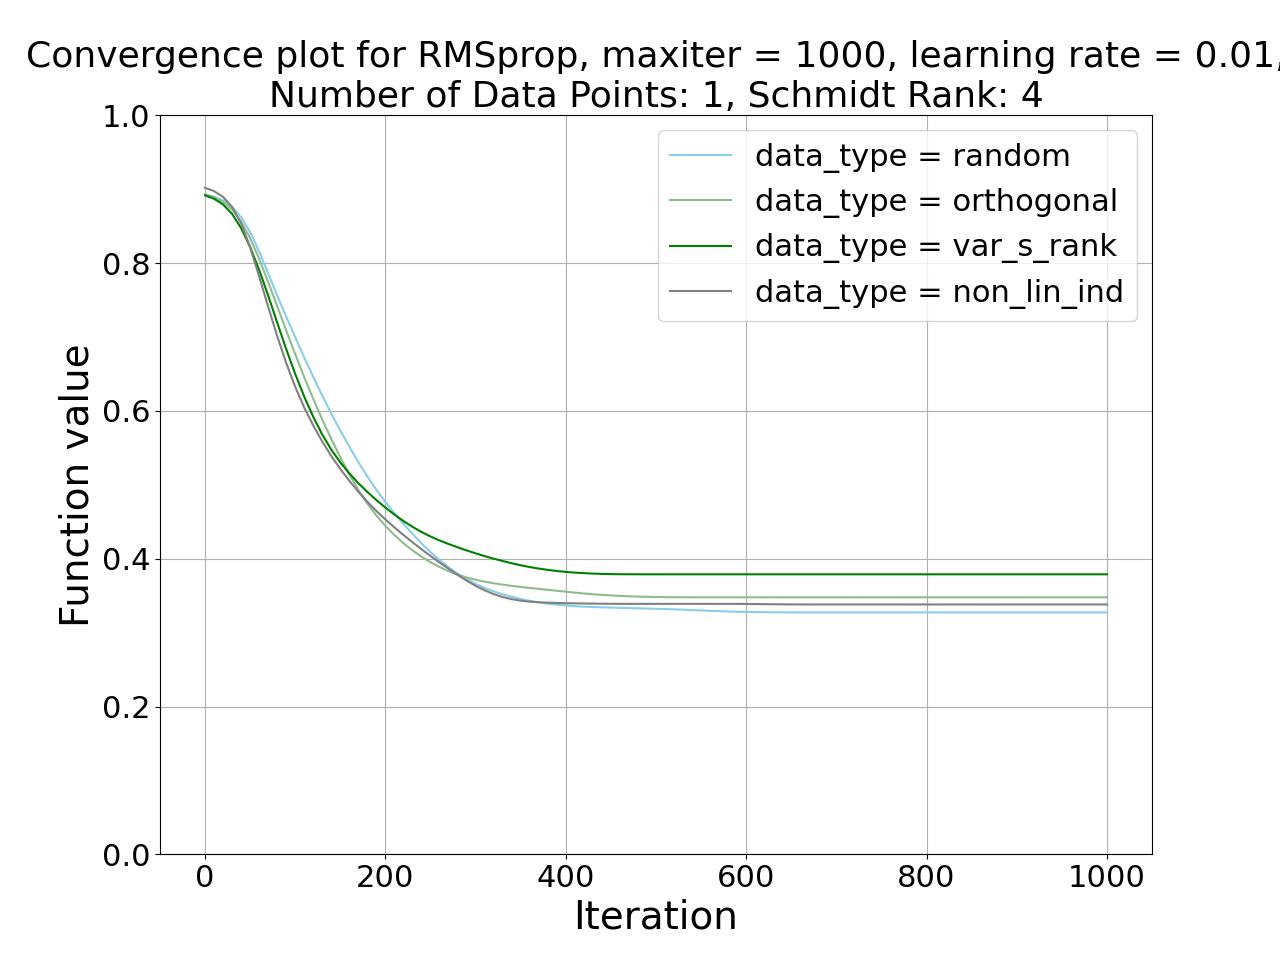 Convergence plot for RMSprop, maxiter = 1000, learning rate = 0.01,
Number of Data Points: 1, Schmidt Rank: 4
data_type = random
data_type = orthogonal
data_type = var_s_rank
data_type = non_lin_ind
Function value
1.0
0.8
0.6
0.4
0.2
0.0
0 200 400 600 800 1000
Iteration